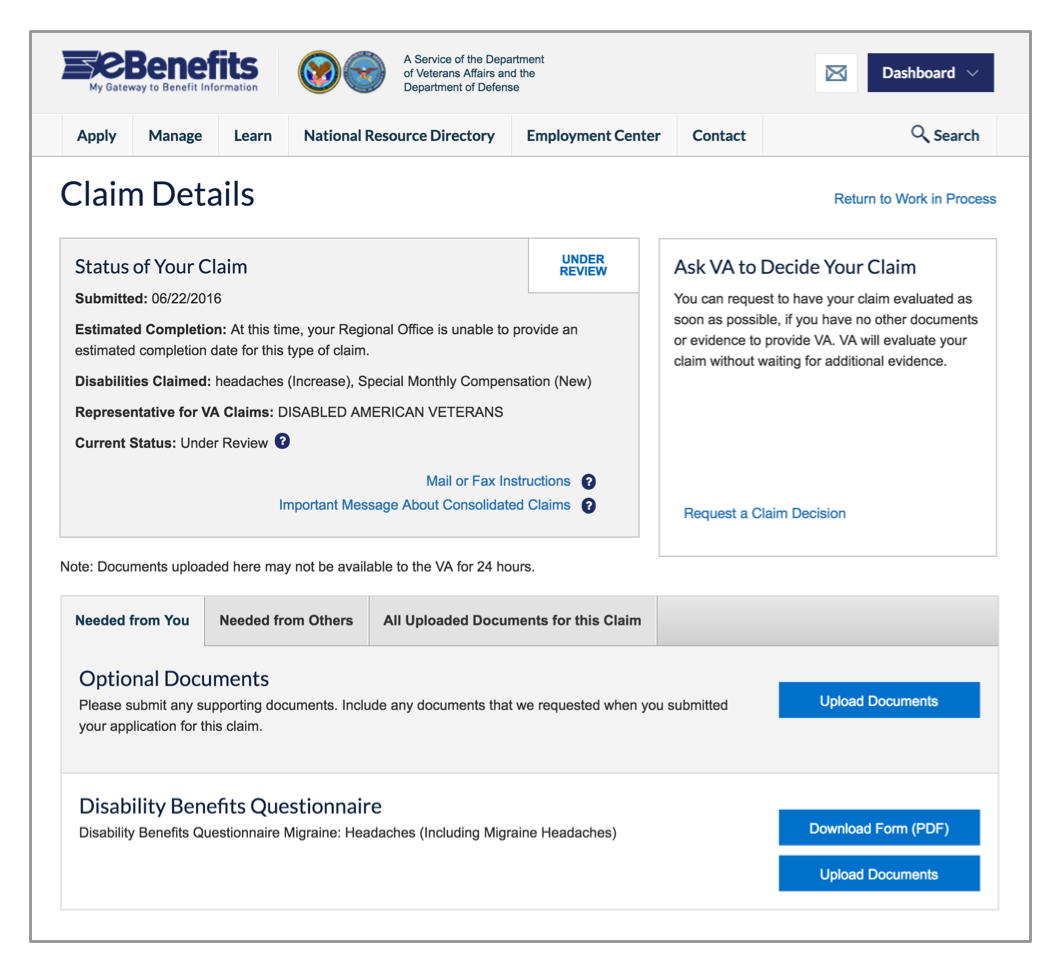 eBenefits
My Gateway to Benefit Information
A Service of the Department
of Veterans Affairs and the
Department of Defense
Dashboard
Apply
Manage
Learn
National Resource Directory
Employment Center
Contact
Search
Claim Details
Return to Work in Process
Status of Your Claim
UNDER
REVIEW
Submitted: 06/22/2016
Estimated Completion: At this time, your Regional Office is unable to provide an
estimated completion date for this type of claim.
Disabilities Claimed: headaches (Increase), Special Monthly Compensation (New)
Representative for VA Claims: DISABLED AMERICAN VETERANS
Current Status: Under Review ?
Mail or Fax Instructions ?
Important Message About Consolidated Claims ?
Ask VA to Decide Your Claim
You can request to have your claim evaluated as
soon as possible, if you have no other documents
or evidence to provide VA. VA will evaluate your
claim without waiting for additional evidence.
Request a Claim Decision
Note: Documents uploaded here may not be available to the VA for 24 hours.
Needed from You
Needed from Others
All Uploaded Documents for this Claim
Optional Documents
Please submit any supporting documents. Include any documents that we requested when you submitted
your application for this claim.
Upload Documents
Disability Benefits Questionnaire
Disability Benefits Questionnaire Migraine: Headaches (Including Migraine Headaches)
Download Form (PDF)
Upload Documents